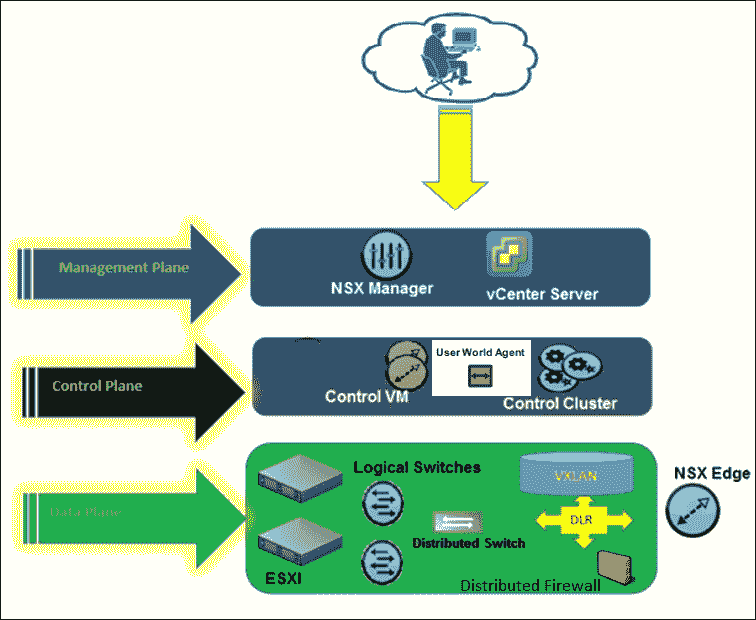 Management Plane
NSX Manager
vCenter Server
Control Plane
Control VM
User World Agent
Control Cluster
Data Plane
Logical Switches
VXLAN
NSX Edge
DLR
Distributed Switch
ESXI
Distributed Firewall